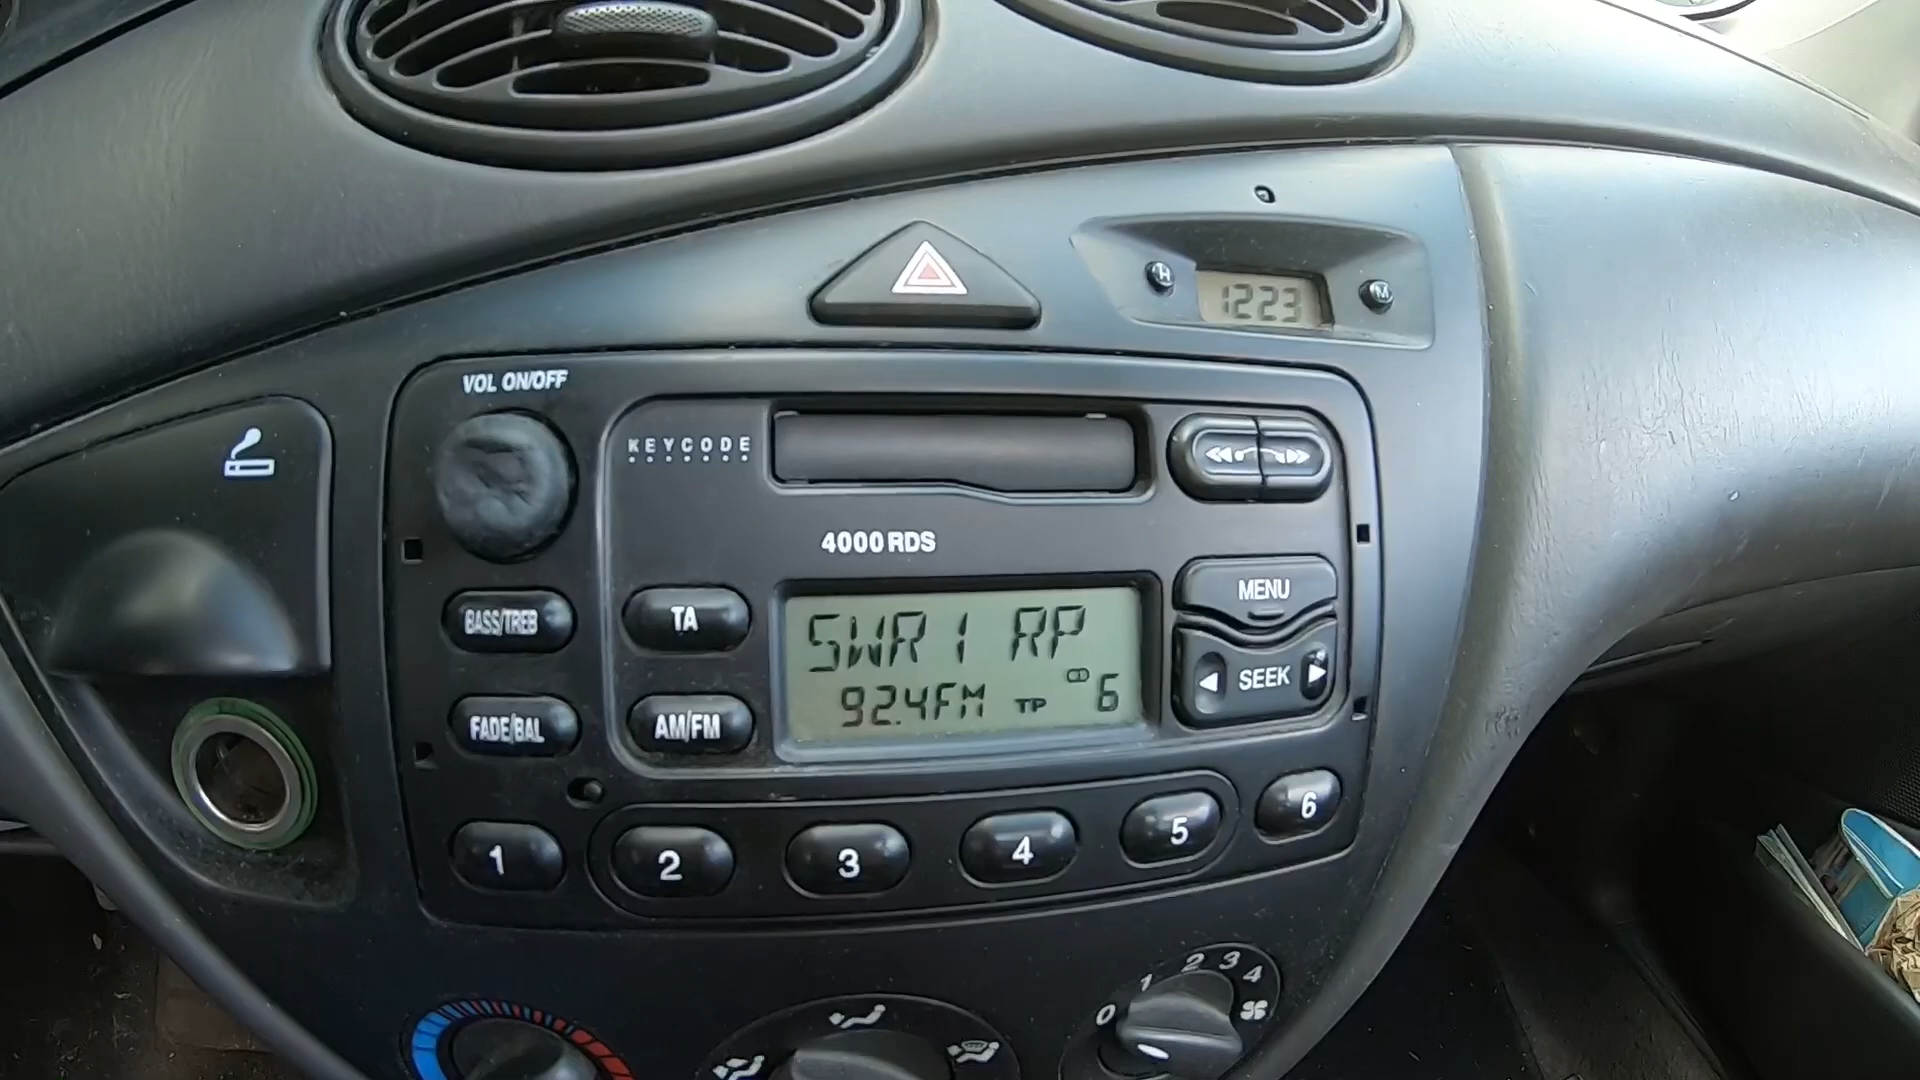 H
1223
M
VOL ON/OFF
KEYCODE
4000 RDS
BASS/TREB
TA
SWR1 RP
MENU
SEEK
FADE/BAL
AM/FM
92.4FM TP 6
1
2
3
4
5
6
0 1 2 3 4